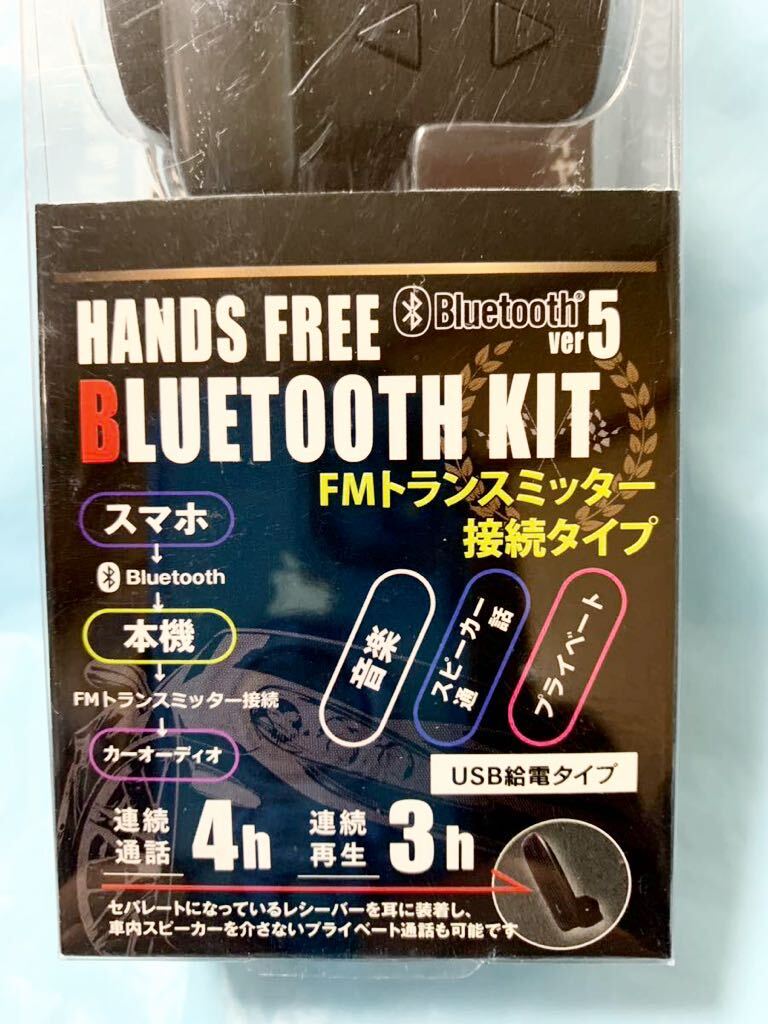 HANDS FREE
Bluetooth®
ver5
BLUETOOTH KIT
FMトランスミッター
接続タイプ
スマホ
↓
Bluetooth
↓
本機
↓
FMトランスミッター接続
↓
カーオーディオ
音楽
スピーカー
通話
プライベート
USB給電タイプ
連続
通話
4h
連続
再生
3h
セパレートになっているレシーバーを耳に装着し、
車内スピーカーを介さないプライベート通話も可能です